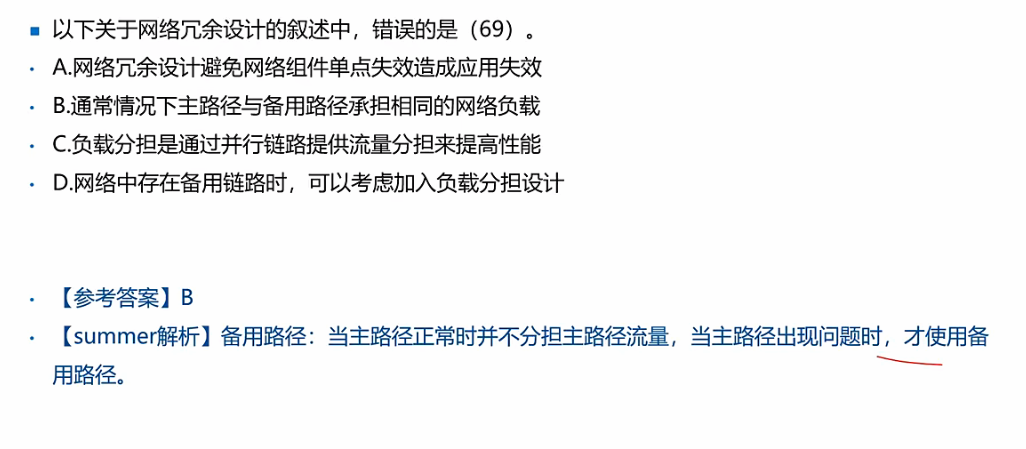 以下关于网络冗余设计的叙述中，错误的是（69）。
A.网络冗余设计避免网络组件单点失效造成应用失效
B.通常情况下主路径与备用路径承担相同的网络负载
C.负载分担是通过并行链路提供流量分担来提高性能
D.网络中存在备用链路时，可以考虑加入负载分担设计
【参考答案】B
【summer解析】备用路径：当主路径正常时并不分担主路径流量，当主路径出现问题时，才使用备
用路径。